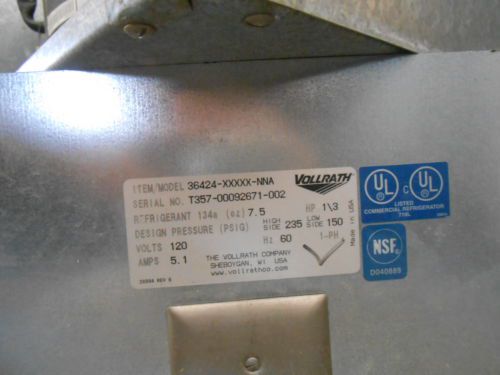 ITEM/MODEL 36424-XXXXX-NNA
VOLLRATH
SERIAL NO. T357-00092671-002
REFRIGERANT 134a (oz) 7.5 HP 1\3
DESIGN PRESSURE (PSIG) HIGH SIDE 235 LOW SIDE 150
VOLTS 120 Hz 60 1-PH
AMPS 5.1
THE VOLLRATH COMPANY
SHEBOYGAN, WI USA
www.vollrathco.com
Made in USA
UL C UL
LISTED
COMMERCIAL REFRIGERATOR
NSF
D040889